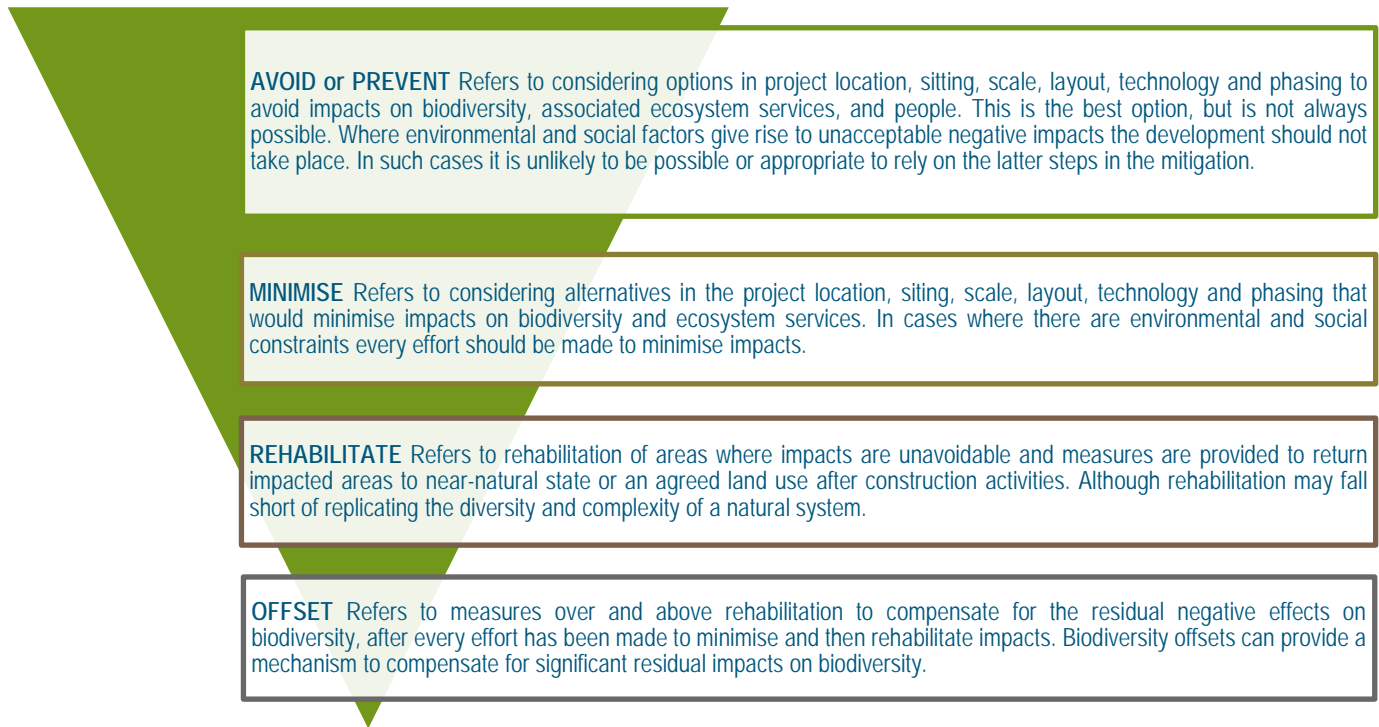 AVOID or PREVENT Refers to considering options in project location, sitting, scale, layout, technology and phasing to
avoid impacts on biodiversity, associated ecosystem services, and people. This is the best option, but is not always
possible. Where environmental and social factors give rise to unacceptable negative impacts the development should not
take place. In such cases it is unlikely to be possible or appropriate to rely on the latter steps in the mitigation.
MINIMISE Refers to considering alternatives in the project location, siting, scale, layout, technology and phasing that
would minimise impacts on biodiversity and ecosystem services. In cases where there are environmental and social
constraints every effort should be made to minimise impacts.
REHABILITATE Refers to rehabilitation of areas where impacts are unavoidable and measures are provided to return
impacted areas to near-natural state or an agreed land use after construction activities. Although rehabilitation may fall
short of replicating the diversity and complexity of a natural system.
OFFSET Refers to measures over and above rehabilitation to compensate for the residual negative effects on
biodiversity, after every effort has been made to minimise and then rehabilitate impacts. Biodiversity offsets can provide a
mechanism to compensate for significant residual impacts on biodiversity.